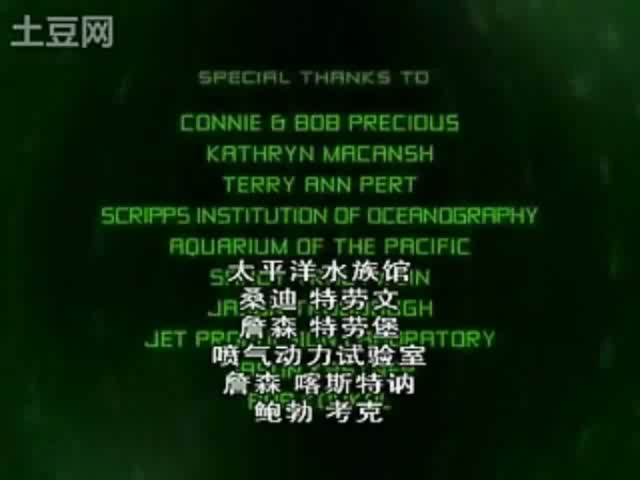 土豆网
SPECIAL THANKS TO
CONNIE & BOB PRECIOUS
KATHRYN MACANSH
TERRY ANN PERT
SCRIPPS INSTITUTION OF OCEANOGRAPHY
AQUARIUM OF THE PACIFIC
太平洋水族馆
桑迪 特劳文
詹森 特劳堡
JET PROPULSION LABORATORY
喷气动力试验室
詹森 喀斯特讷
鲍勃 考克